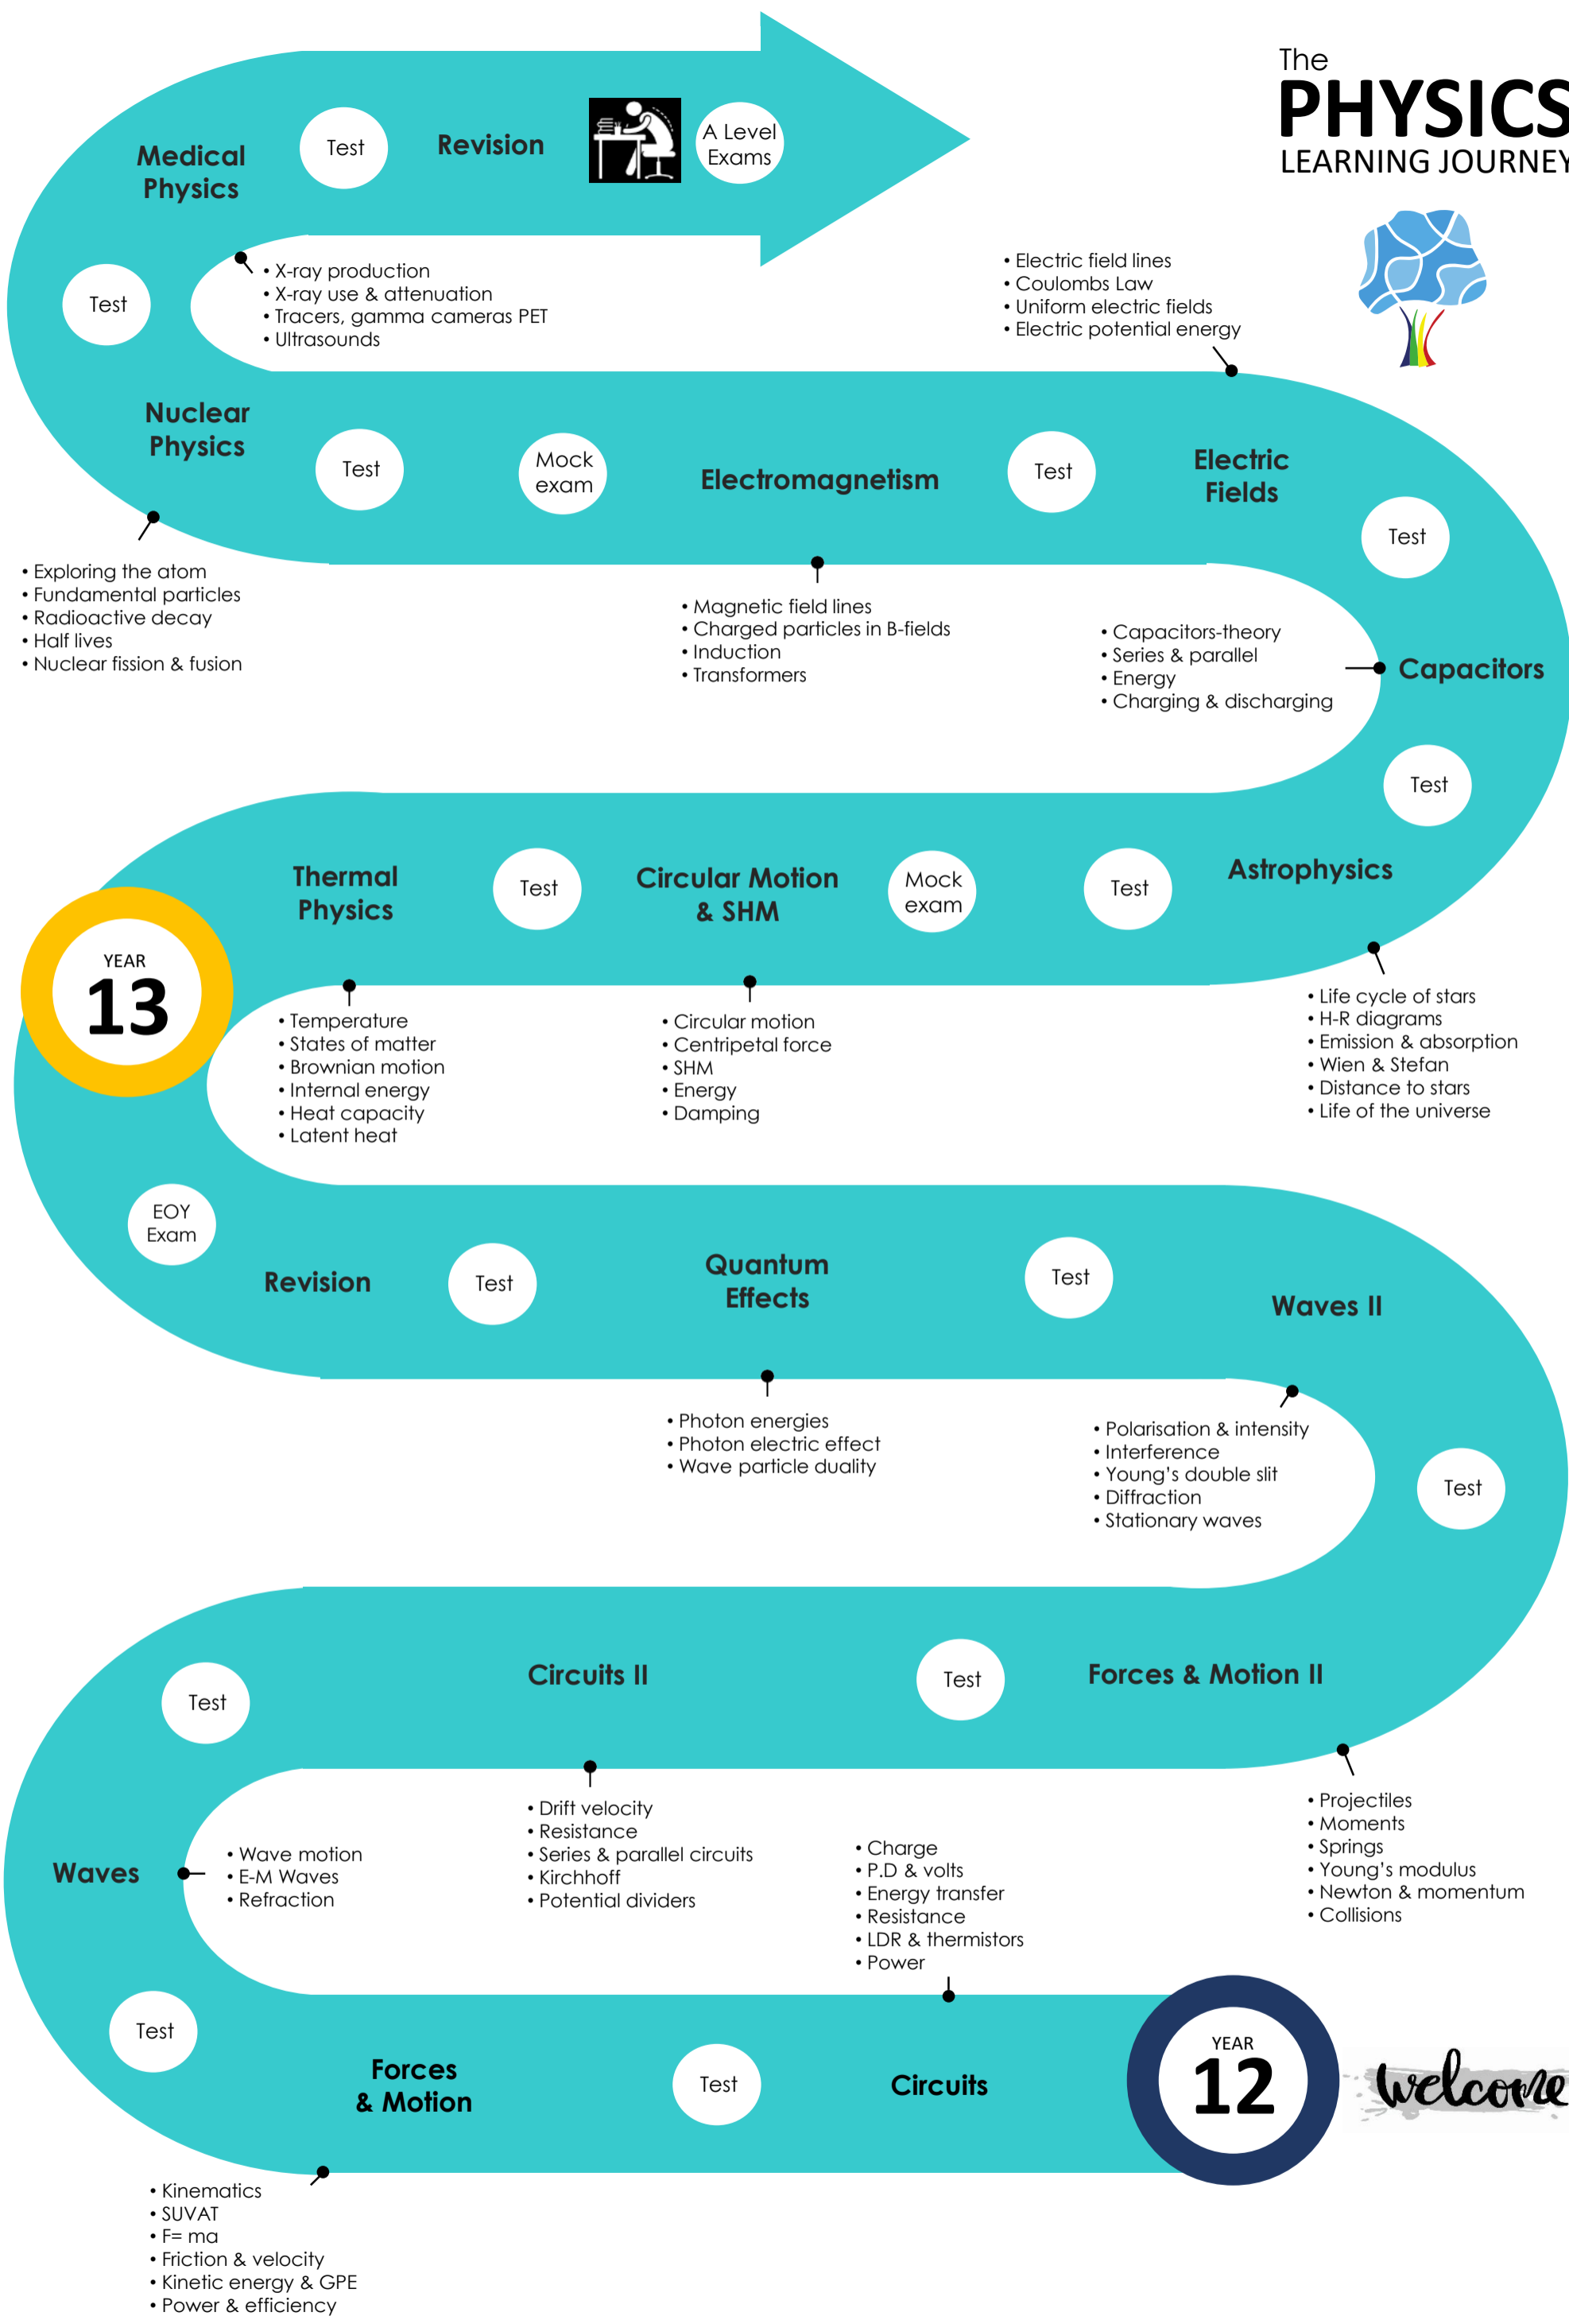 The
PHYSICS
LEARNING JOURNEY
Medical
Physics
Test
Revision
A Level
Exams
Test
• X-ray production
• X-ray use & attenuation
• Tracers, gamma cameras PET
• Ultrasounds
• Electric field lines
• Coulombs Law
• Uniform electric fields
• Electric potential energy
Nuclear
Physics
Test
Mock
exam
Electromagnetism
Test
Electric
Fields
Test
• Exploring the atom
• Fundamental particles
• Radioactive decay
• Half lives
• Nuclear fission & fusion
• Magnetic field lines
• Charged particles in B-fields
• Induction
• Transformers
• Capacitors-theory
• Series & parallel
• Energy
• Charging & discharging
Capacitors
Test
Thermal
Physics
Test
Circular Motion
& SHM
Mock
exam
Test
Astrophysics
YEAR
13
• Temperature
• States of matter
• Brownian motion
• Internal energy
• Heat capacity
• Latent heat
• Circular motion
• Centripetal force
• SHM
• Energy
• Damping
• Life cycle of stars
• H-R diagrams
• Emission & absorption
• Wien & Stefan
• Distance to stars
• Life of the universe
EOY
Exam
Revision
Test
Quantum
Effects
Test
Waves II
• Photon energies
• Photon electric effect
• Wave particle duality
• Polarisation & intensity
• Interference
• Young's double slit
• Diffraction
• Stationary waves
Test
Test
Circuits II
Test
Forces & Motion II
Waves
• Wave motion
• E-M Waves
• Refraction
• Drift velocity
• Resistance
• Series & parallel circuits
• Kirchhoff
• Potential dividers
• Charge
• P.D & volts
• Energy transfer
• Resistance
• LDR & thermistors
• Power
• Projectiles
• Moments
• Springs
• Young's modulus
• Newton & momentum
• Collisions
Test
Forces
& Motion
Test
Circuits
YEAR
12
welcome
• Kinematics
• SUVAT
• F= ma
• Friction & velocity
• Kinetic energy & GPE
• Power & efficiency